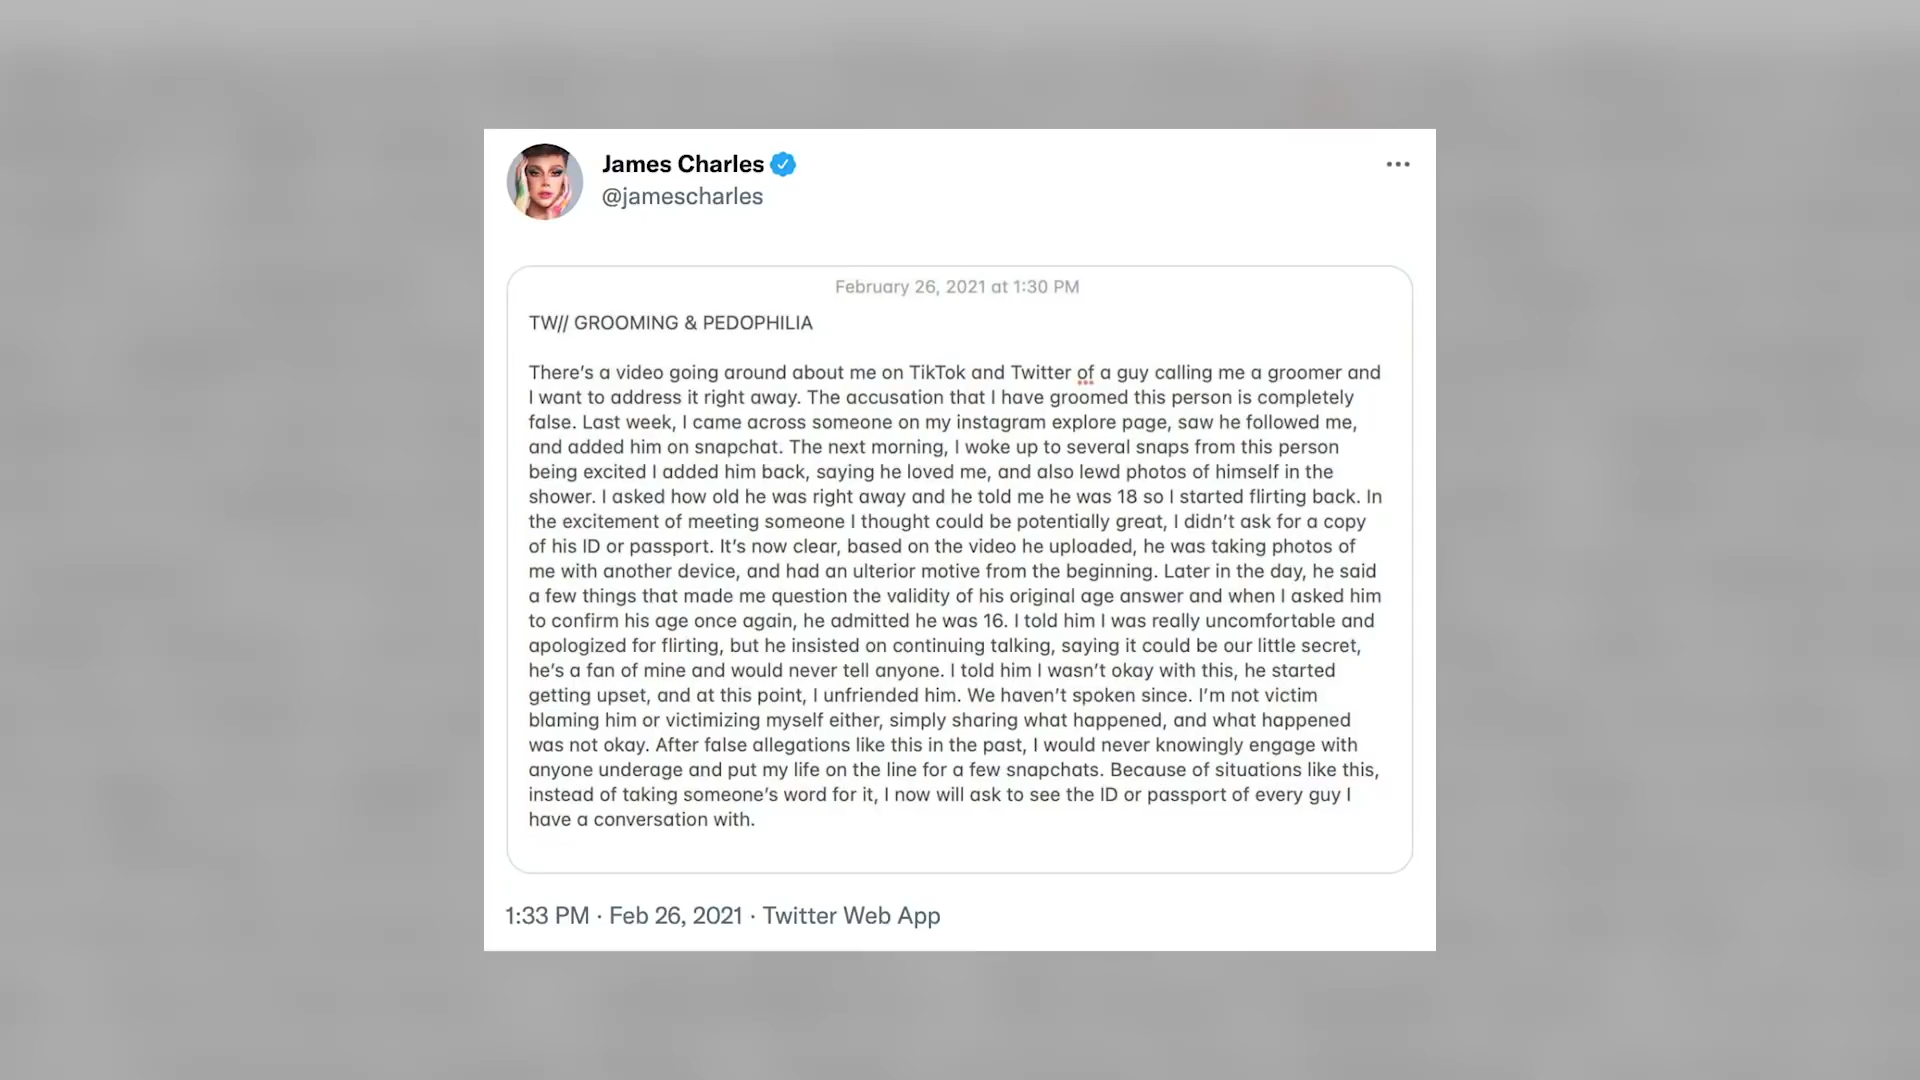 James Charles
@jamescharles
February 26, 2021 at 1:30 PM
TW// GROOMING & PEDOPHILIA
There's a video going around about me on TikTok and Twitter of a guy calling me a groomer and
I want to address it right away. The accusation that I have groomed this person is completely
false. Last week, I came across someone on my instagram explore page, saw he followed me,
and added him on snapchat. The next morning, I woke up to several snaps from this person
being excited I added him back, saying he loved me, and also lewd photos of himself in the
shower. I asked how old he was right away and he told me he was 18 so I started flirting back. In
the excitement of meeting someone I thought could be potentially great, I didn't ask for a copy
of his ID or passport. It's now clear, based on the video he uploaded, he was taking photos of
me with another device, and had an ulterior motive from the beginning. Later in the day, he said
a few things that made me question the validity of his original age answer and when I asked him
to confirm his age once again, he admitted he was 16. I told him I was really uncomfortable and
apologized for flirting, but he insisted on continuing talking, saying it could be our little secret,
he's a fan of mine and would never tell anyone. I told him I wasn't okay with this, he started
getting upset, and at this point, I unfriended him. We haven't spoken since. I'm not victim
blaming him or victimizing myself either, simply sharing what happened, and what happened
was not okay. After false allegations like this in the past, I would never knowingly engage with
anyone underage and put my life on the line for a few snapchats. Because of situations like this,
instead of taking someone's word for it, I now will ask to see the ID or passport of every guy I
have a conversation with.
1:33 PM · Feb 26, 2021 · Twitter Web App